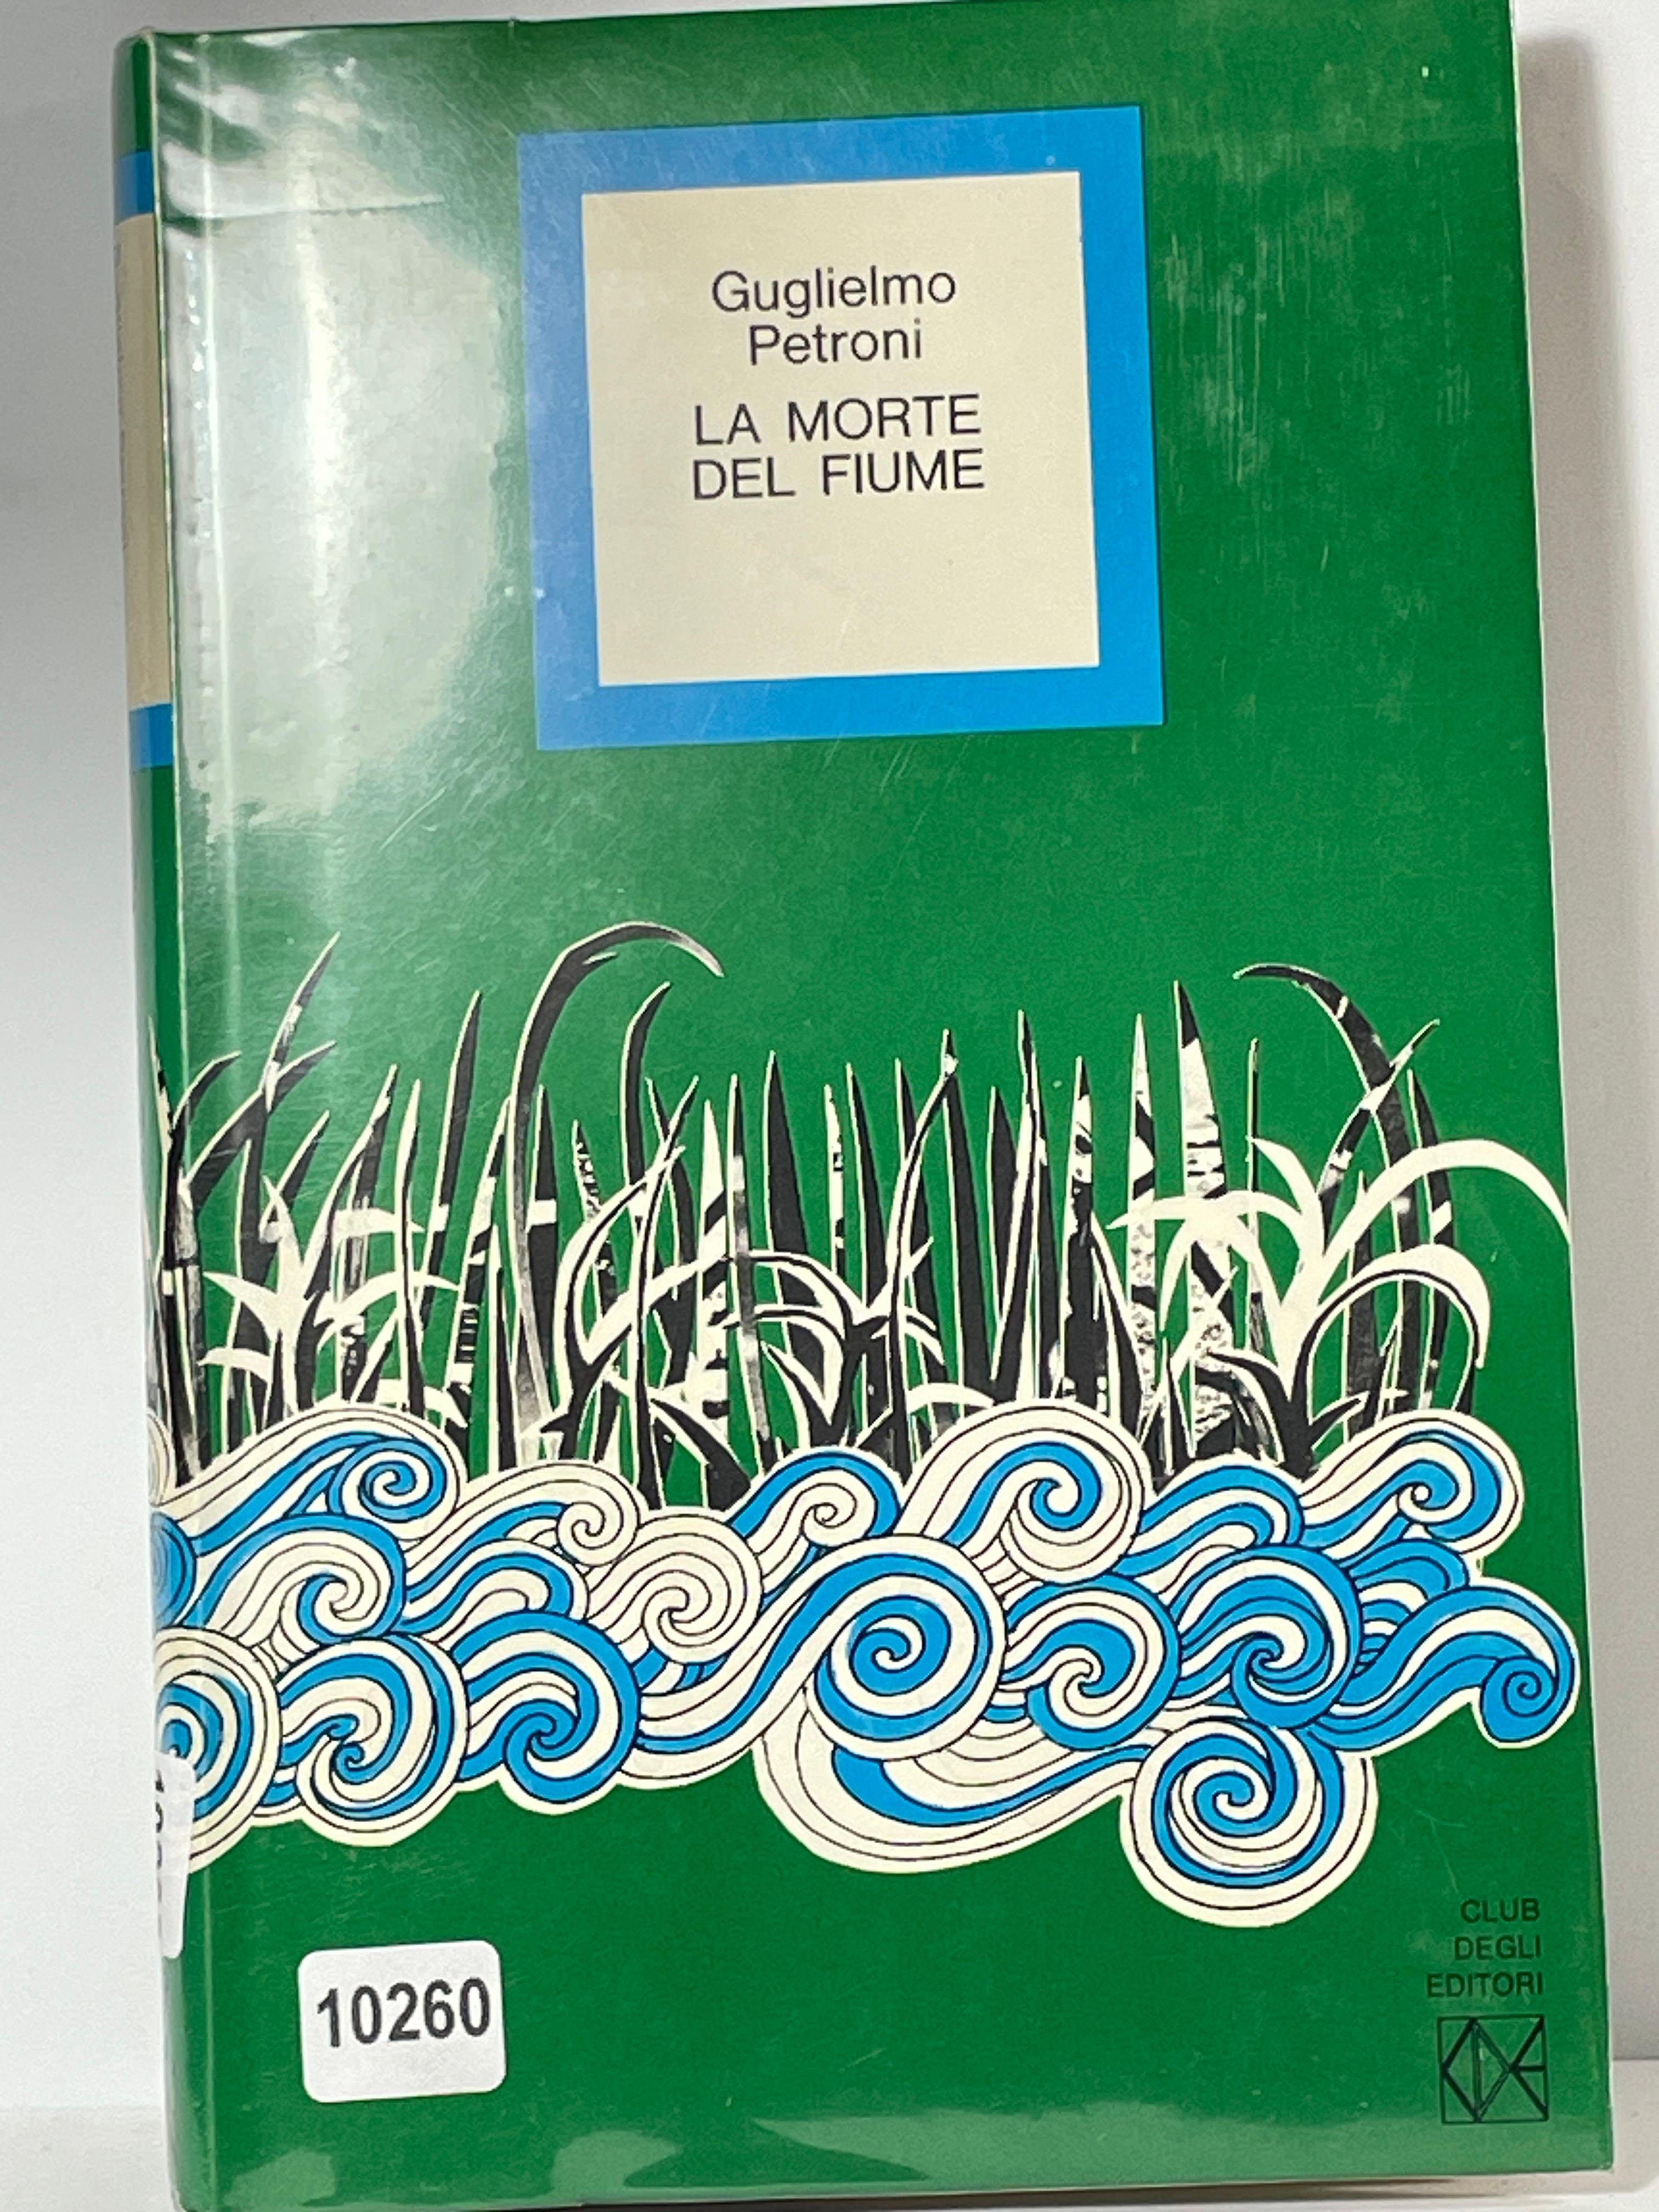 Guglielmo
Petroni
LA MORTE
DEL FIUME
CLUB
DEGLI
EDITORI
10260